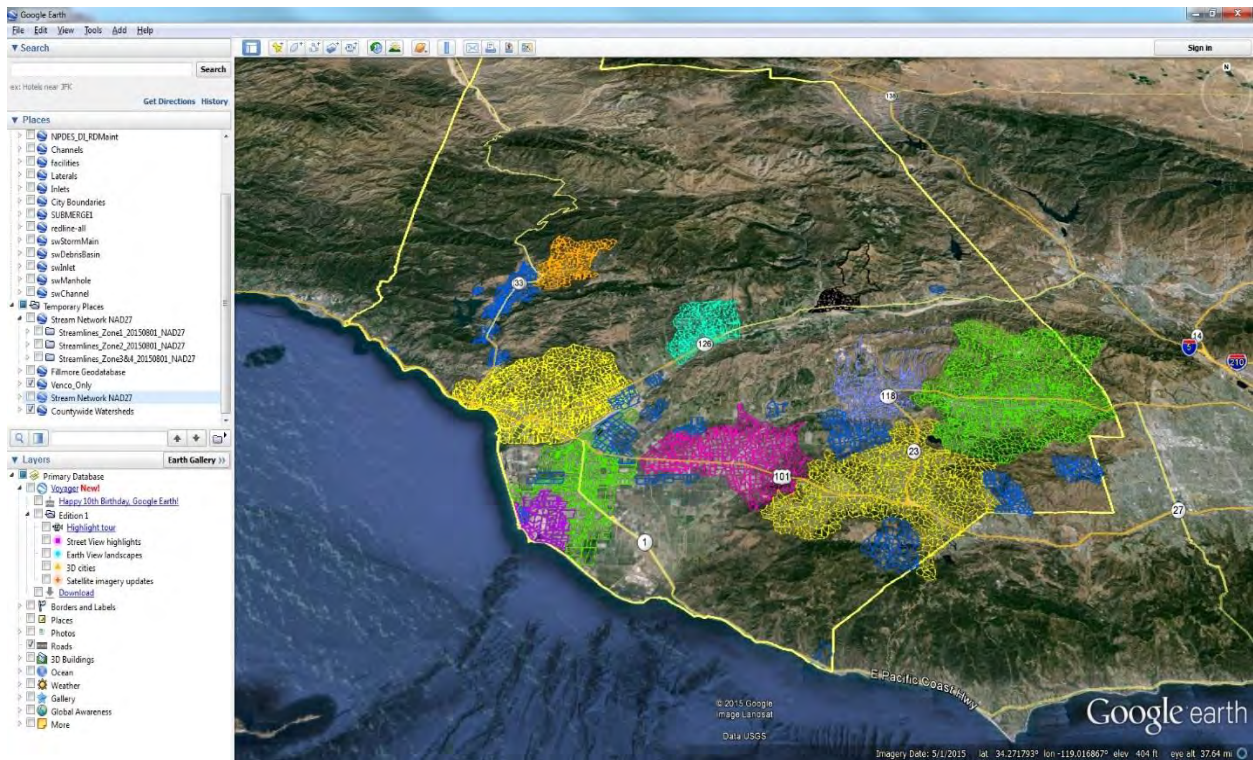 Google Earth
File Edit View Tools Add Help
▼ Search
Search
ex: Hotels near JFK
Get Directions History
▼ Places
NPDES_DI_RDMaint
Channels
facilities
Laterals
Inlets
City Boundaries
SUBMERGE1
redline-all
swStormMain
swDebrisBasin
swInlet
swManhole
swChannel
Temporary Places
Stream Network NAD27
Streamlines_Zone1_20150801_NAD27
Streamlines_Zone2_20150801_NAD27
Streamlines_Zone3&4_20150801_NAD27
Fillmore Geodatabase
Venco_Only
Stream Network NAD27
Countywide Watersheds
▼ Layers
Earth Gallery >>
Primary Database
Voyager New!
Happy 10th Birthday, Google Earth!
Edition 1
Highlight tour
Street View highlights
Earth View landscapes
3D cities
Satellite imagery updates
Download
Borders and Labels
Places
Photos
Roads
3D Buildings
Ocean
Weather
Gallery
Global Awareness
More
Sign in
N
138
33
126
14
5
210
118
23
101
27
1
E Pacific Coast Hwy
© 2015 Google
Image Landsat
Data USGS
Google earth
Imagery Date: 5/1/2015 lat 34.271793° lon -119.016867° elev 404 ft eye alt 37.64 mi